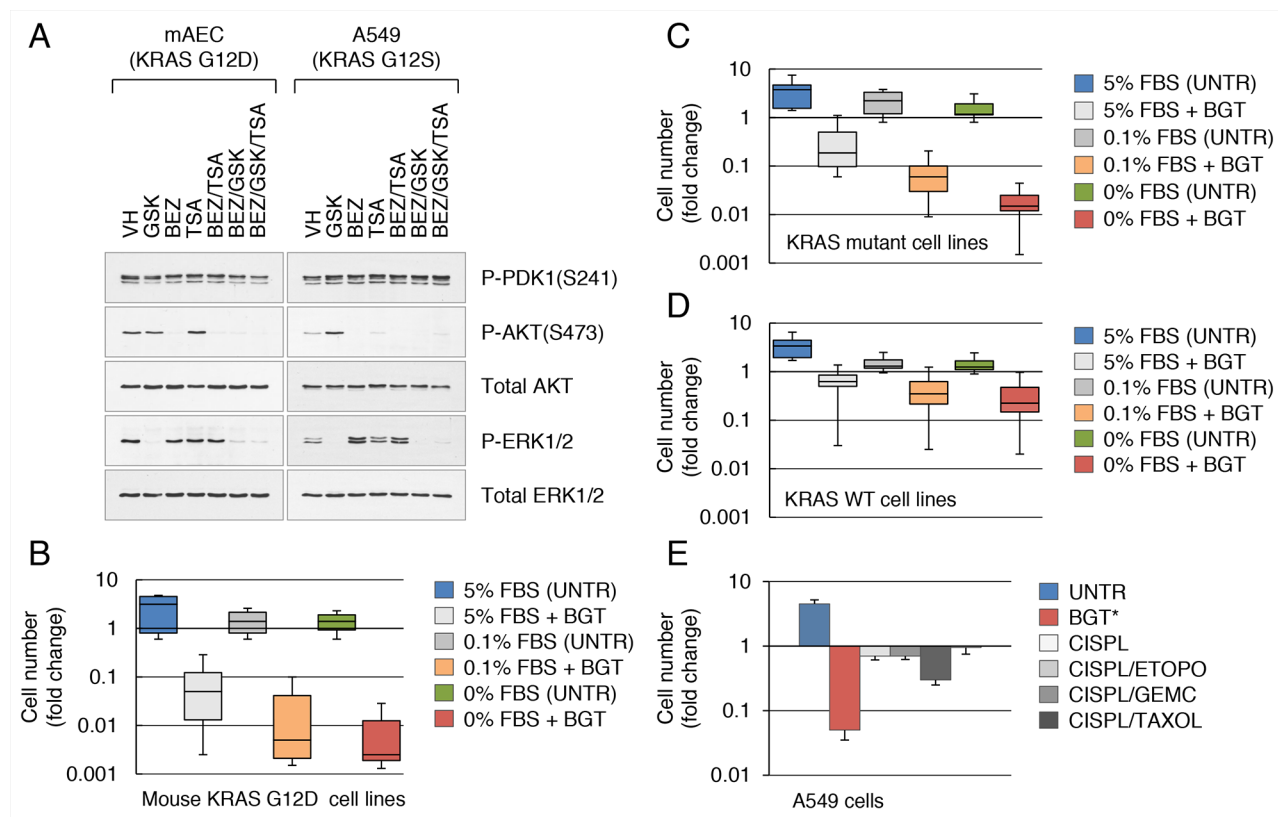 A
mAEC
(KRAS G12D)
A549
(KRAS G12S)
VH
GSK
BEZ
TSA
BEZ/TSA
BEZ/GSK
BEZ/GSK/TSA
VH
GSK
BEZ
TSA
BEZ/TSA
BEZ/GSK
BEZ/GSK/TSA
P-PDK1(S241)
P-AKT(S473)
Total AKT
P-ERK1/2
Total ERK1/2
B
Cell number
(fold change)
10
1
0.1
0.01
0.001
Mouse KRAS G12D cell lines
5% FBS (UNTR)
5% FBS + BGT
0.1% FBS (UNTR)
0.1% FBS + BGT
0% FBS (UNTR)
0% FBS + BGT
C
Cell number
(fold change)
10
1
0.1
0.01
0.001
KRAS mutant cell lines
5% FBS (UNTR)
5% FBS + BGT
0.1% FBS (UNTR)
0.1% FBS + BGT
0% FBS (UNTR)
0% FBS + BGT
D
Cell number
(fold change)
10
1
0.1
0.01
0.001
KRAS WT cell lines
5% FBS (UNTR)
5% FBS + BGT
0.1% FBS (UNTR)
0.1% FBS + BGT
0% FBS (UNTR)
0% FBS + BGT
E
Cell number
(fold change)
10
1
0.1
0.01
A549 cells
UNTR
BGT*
CISPL
CISPL/ETOPO
CISPL/GEMC
CISPL/TAXOL